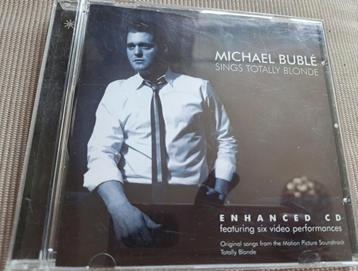 MICHAEL BUBLÉ
SINGS TOTALLY BLONDE
ENHANCED CD
featuring six video performances
Original songs from the Motion Picture Soundtrack
Totally Blonde